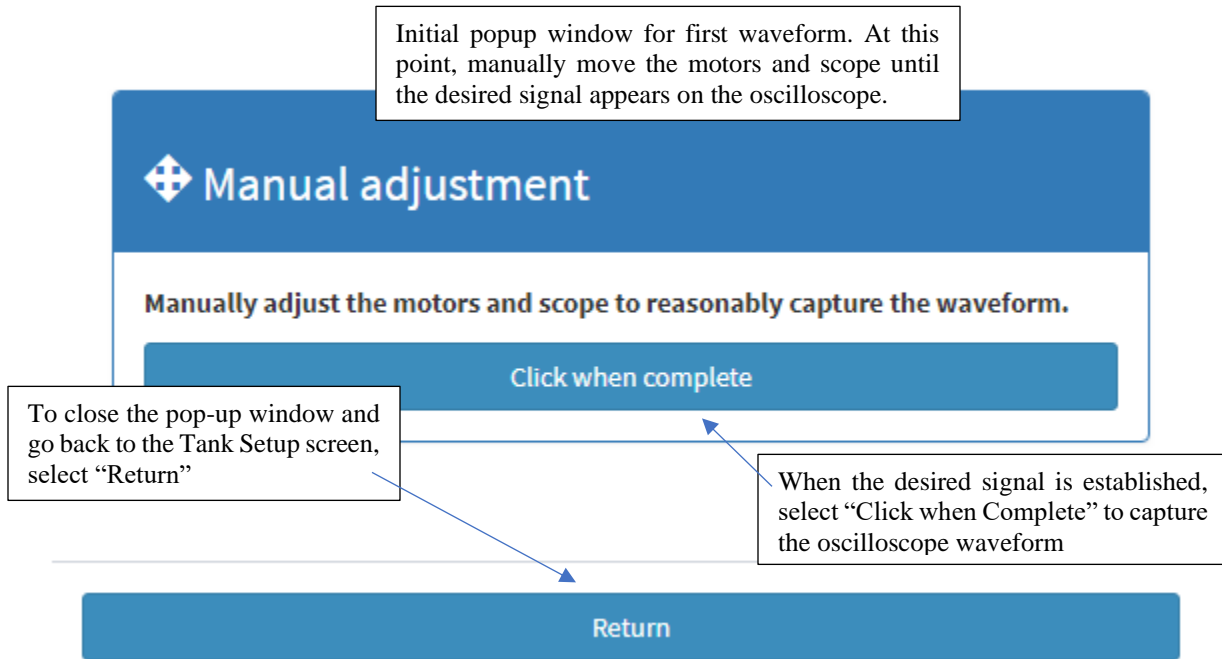 Initial popup window for first waveform. At this
point, manually move the motors and scope until
the desired signal appears on the oscilloscope.
Manual adjustment
Manually adjust the motors and scope to reasonably capture the waveform.
Click when complete
To close the pop-up window and
go back to the Tank Setup screen,
select “Return”
When the desired signal is established,
select “Click when Complete” to capture
the oscilloscope waveform
Return